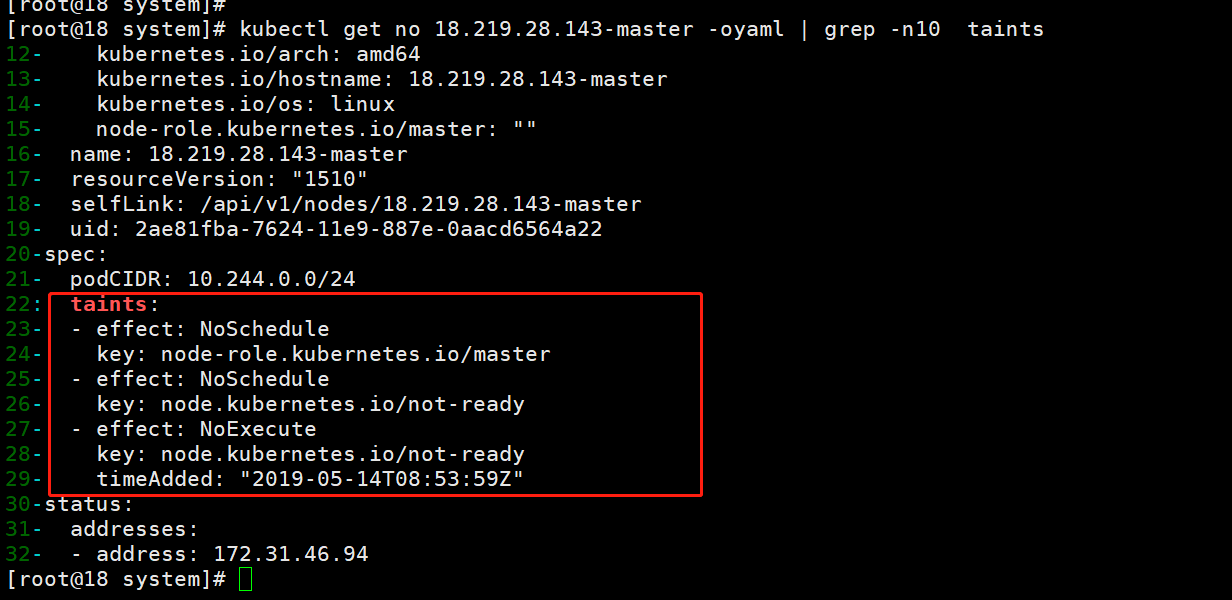 [root@18 system]#
[root@18 system]# kubectl get no 18.219.28.143-master -oyaml | grep -n10  taints
12-    kubernetes.io/arch: amd64
13-    kubernetes.io/hostname: 18.219.28.143-master
14-    kubernetes.io/os: linux
15-    node-role.kubernetes.io/master: ""
16-  name: 18.219.28.143-master
17-  resourceVersion: "1510"
18-  selfLink: /api/v1/nodes/18.219.28.143-master
19-  uid: 2ae81fba-7624-11e9-887e-0aacd6564a22
20-spec:
21-  podCIDR: 10.244.0.0/24
22:  taints:
23-  - effect: NoSchedule
24-    key: node-role.kubernetes.io/master
25-  - effect: NoSchedule
26-    key: node.kubernetes.io/not-ready
27-  - effect: NoExecute
28-    key: node.kubernetes.io/not-ready
29-    timeAdded: "2019-05-14T08:53:59Z"
30-status:
31-  addresses:
32-  - address: 172.31.46.94
[root@18 system]#